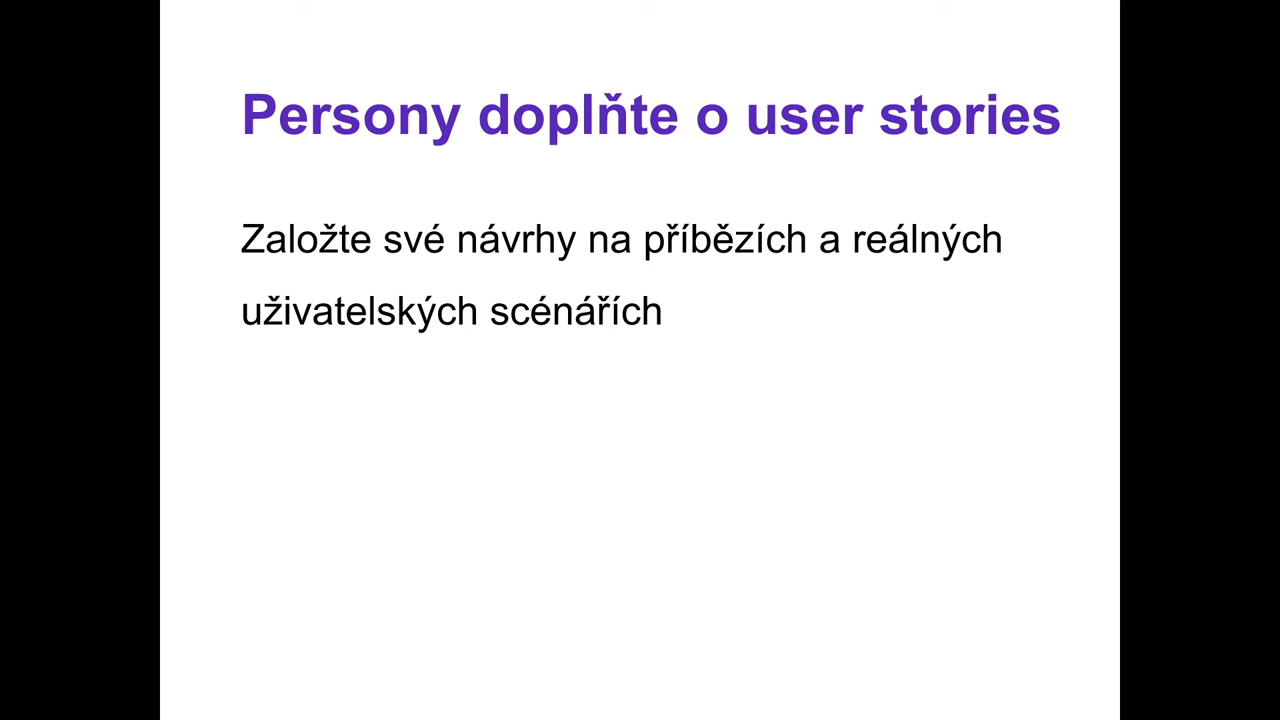 Persony doplňte o user stories
Založte své návrhy na příbězích a reálných
uživatelských scénářích